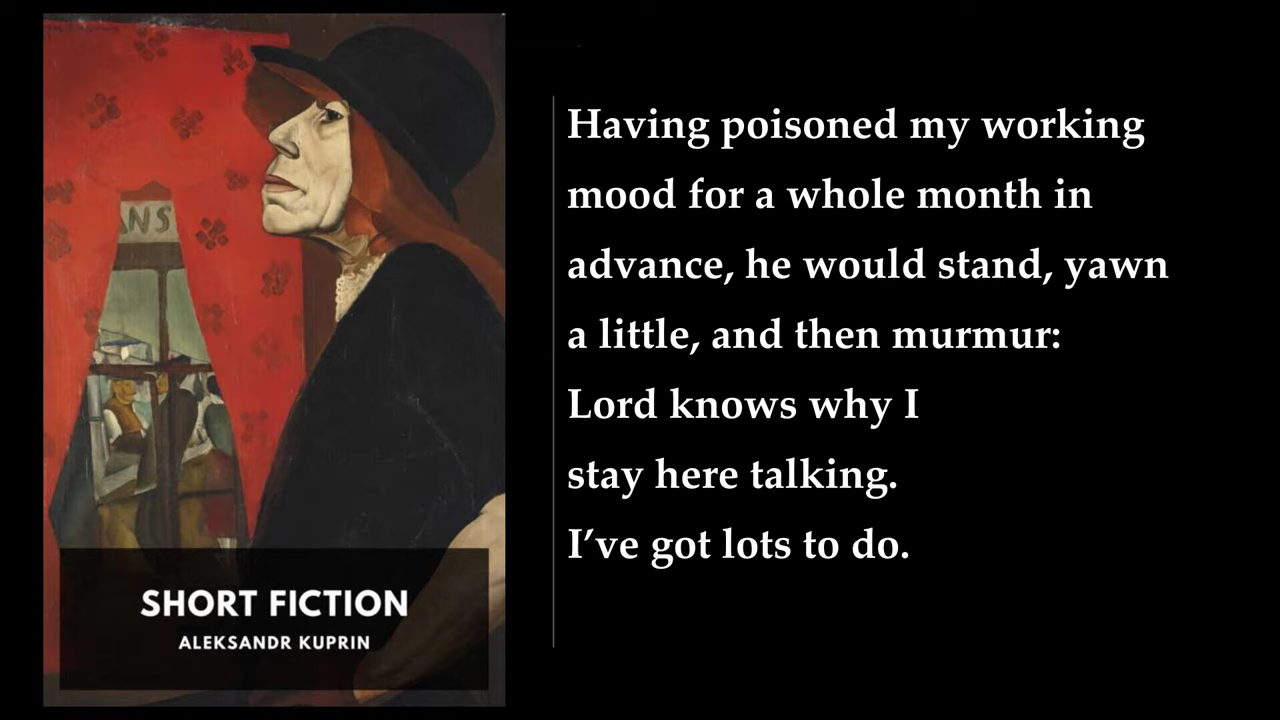 ANS
SHORT FICTION
ALEKSANDR KUPRIN
Having poisoned my working
mood for a whole month in
advance, he would stand, yawn
a little, and then murmur:
Lord knows why I
stay here talking.
I’ve got lots to do.